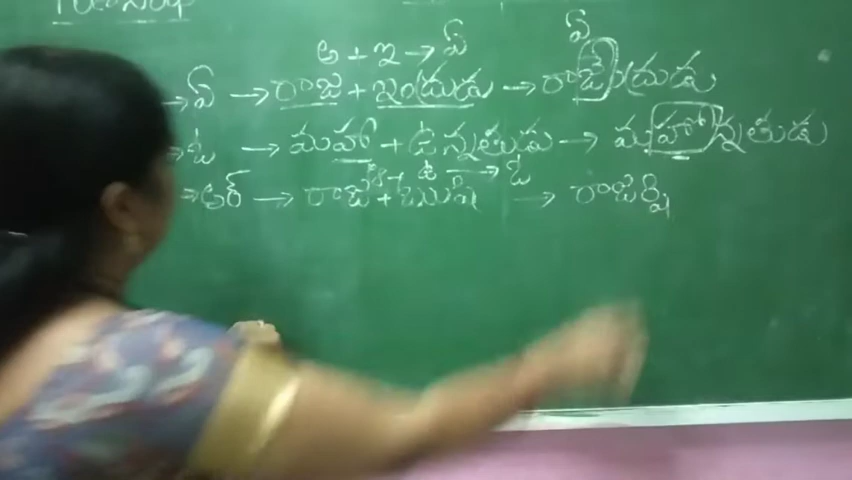 అ + ఇ → ఏ ఏ
→ ఏ → రాజ + ఇంద్రుడు → రాజేంద్రుడు
→ ఓ → మహా + ఉన్నతుడు → మహోన్నతుడు
ఆ + ఉ → ఓ
→ అర్ → రాజ + ఋషి → రాజర్షి